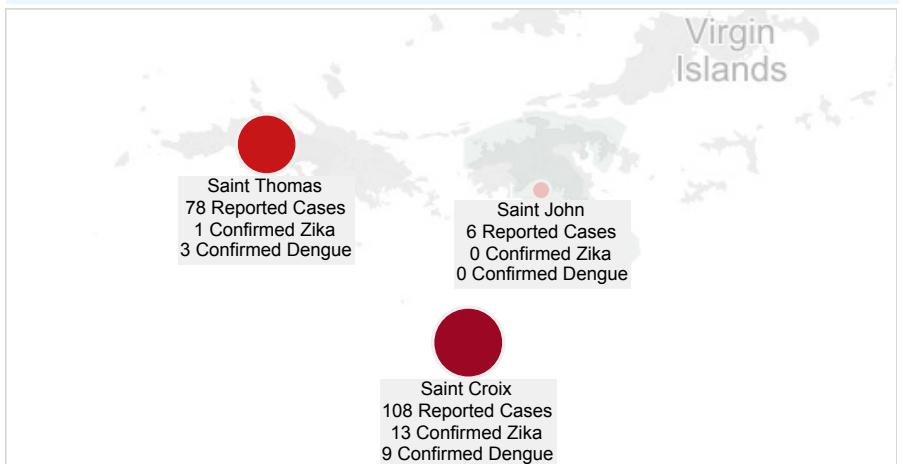 Virgin
Islands
Saint Thomas
78 Reported Cases
1 Confirmed Zika
3 Confirmed Dengue
Saint John
6 Reported Cases
0 Confirmed Zika
0 Confirmed Dengue
Saint Croix
108 Reported Cases
13 Confirmed Zika
9 Confirmed Dengue